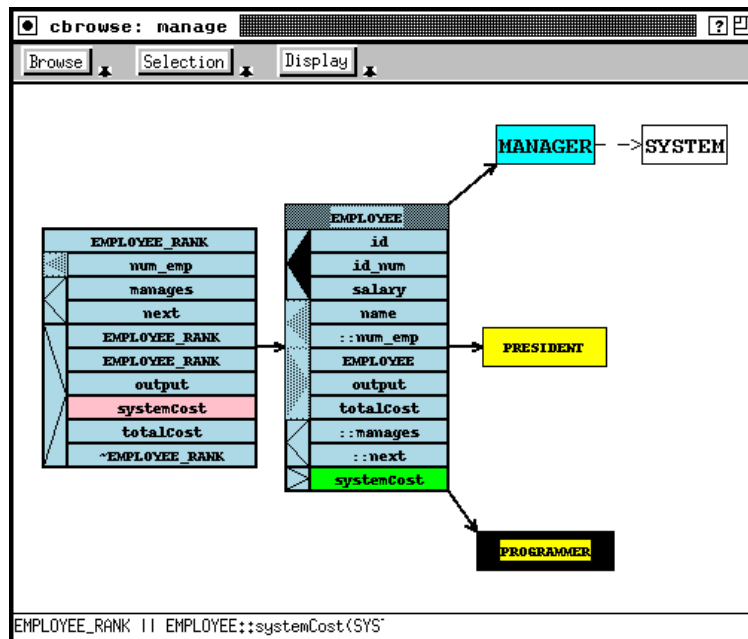 cbrowse: manage ?
Browse Selection Display
MANAGER SYSTEM
EMPLOYEE_RANK
num_emp
manages
next
EMPLOYEE_RANK
EMPLOYEE_RANK
output
systemCost
totalCost
~EMPLOYEE_RANK
EMPLOYEE
id
id_num
salary
name
::num_emp
EMPLOYEE
output
totalCost
::manages
::next
systemCost
PRESIDENT
PROGRAMMER
EMPLOYEE_RANK || EMPLOYEE::systemCost(SYS